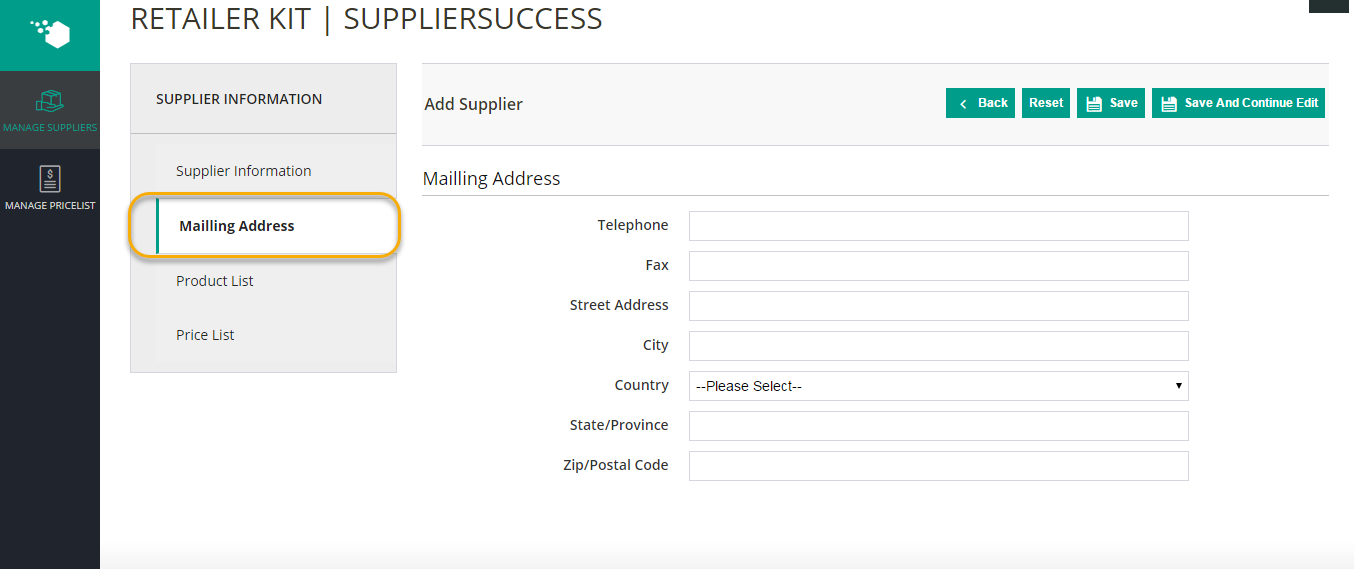 RETAILER KIT | SUPPLIERSUCCESS
MANAGE SUPPLIERS
MANAGE PRICELIST
SUPPLIER INFORMATION
Supplier Information
Mailling Address
Product List
Price List
Add Supplier
Back Reset Save Save And Continue Edit
Mailling Address
Telephone
Fax
Street Address
City
Country --Please Select--
State/Province
Zip/Postal Code